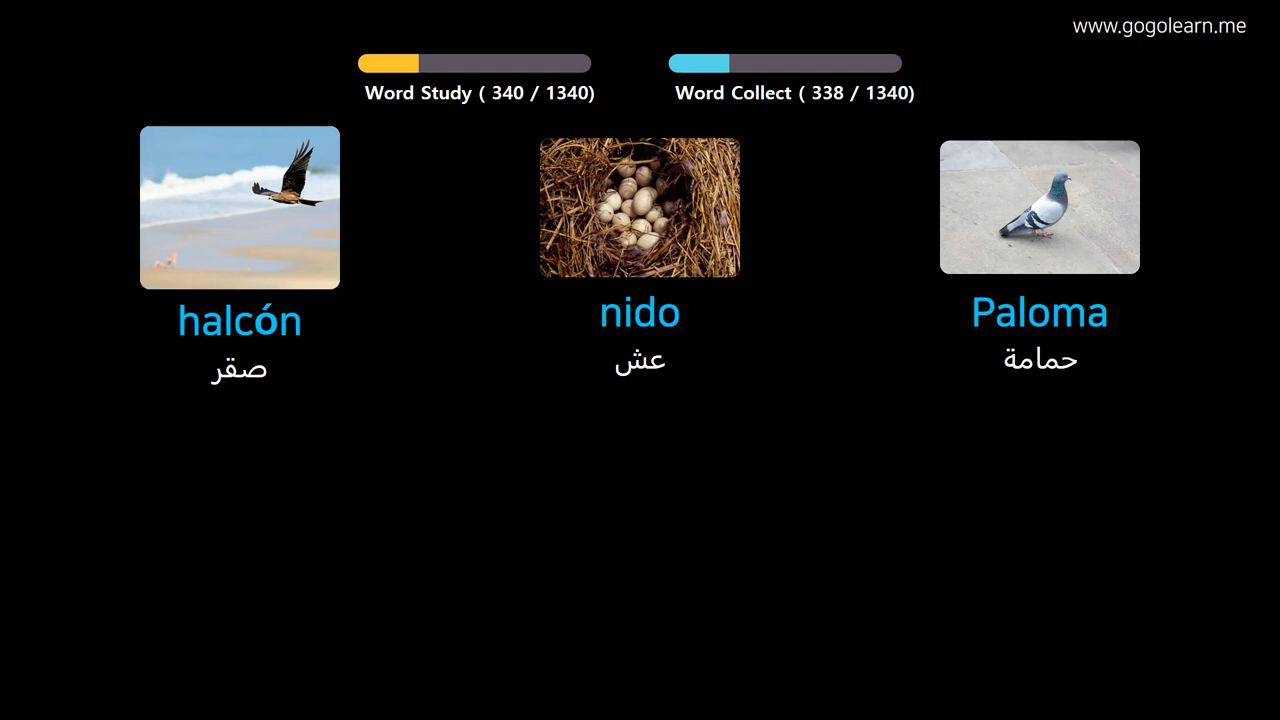 www.gogolearn.me
Word Study ( 340 / 1340)
Word Collect ( 338 / 1340)
halcón
صقر
nido
عش
Paloma
حمامة